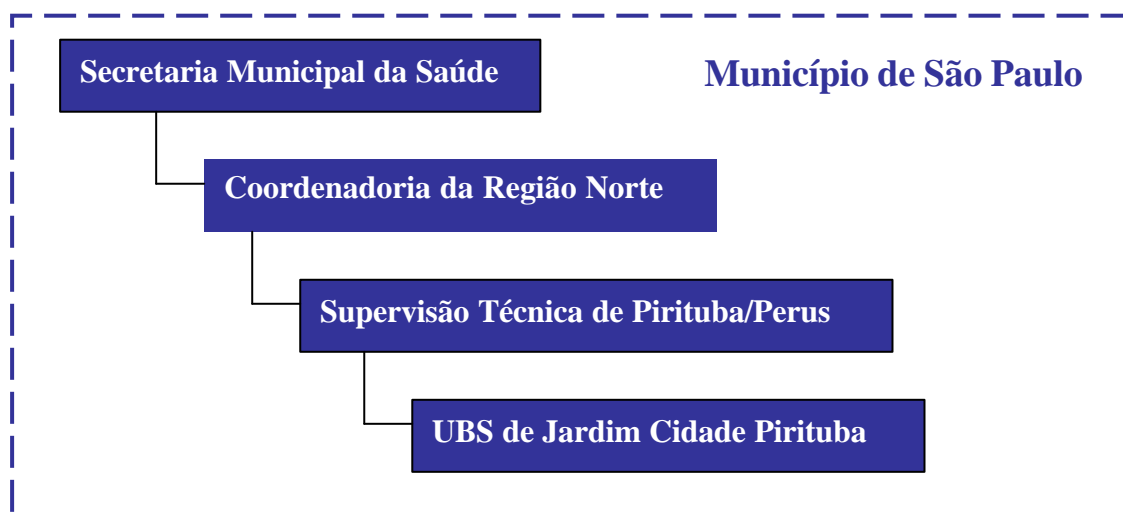 Secretaria Municipal da Saúde
Município de São Paulo
Coordenadoria da Região Norte
Supervisão Técnica de Pirituba/Perus
UBS de Jardim Cidade Pirituba